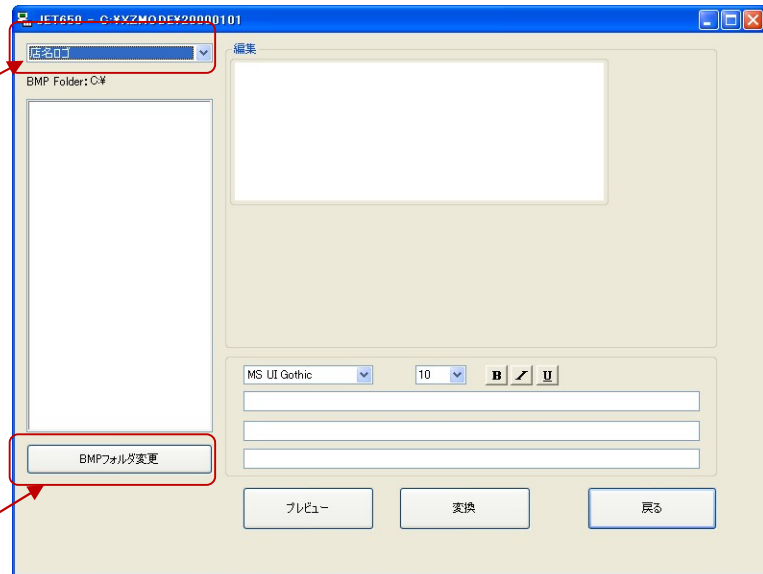 JET650 - C:¥XZMODE¥20000101
店名ロゴ
編集
BMP Folder: C:¥
MS UI Gothic
10
B I U
BMPフォルダ変更
プレビュー
変換
戻る